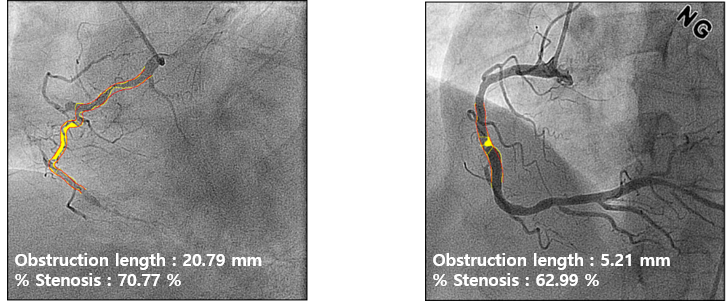 Obstruction length : 20.79 mm
% Stenosis : 70.77 %
NG
Obstruction length : 5.21 mm
% Stenosis : 62.99 %